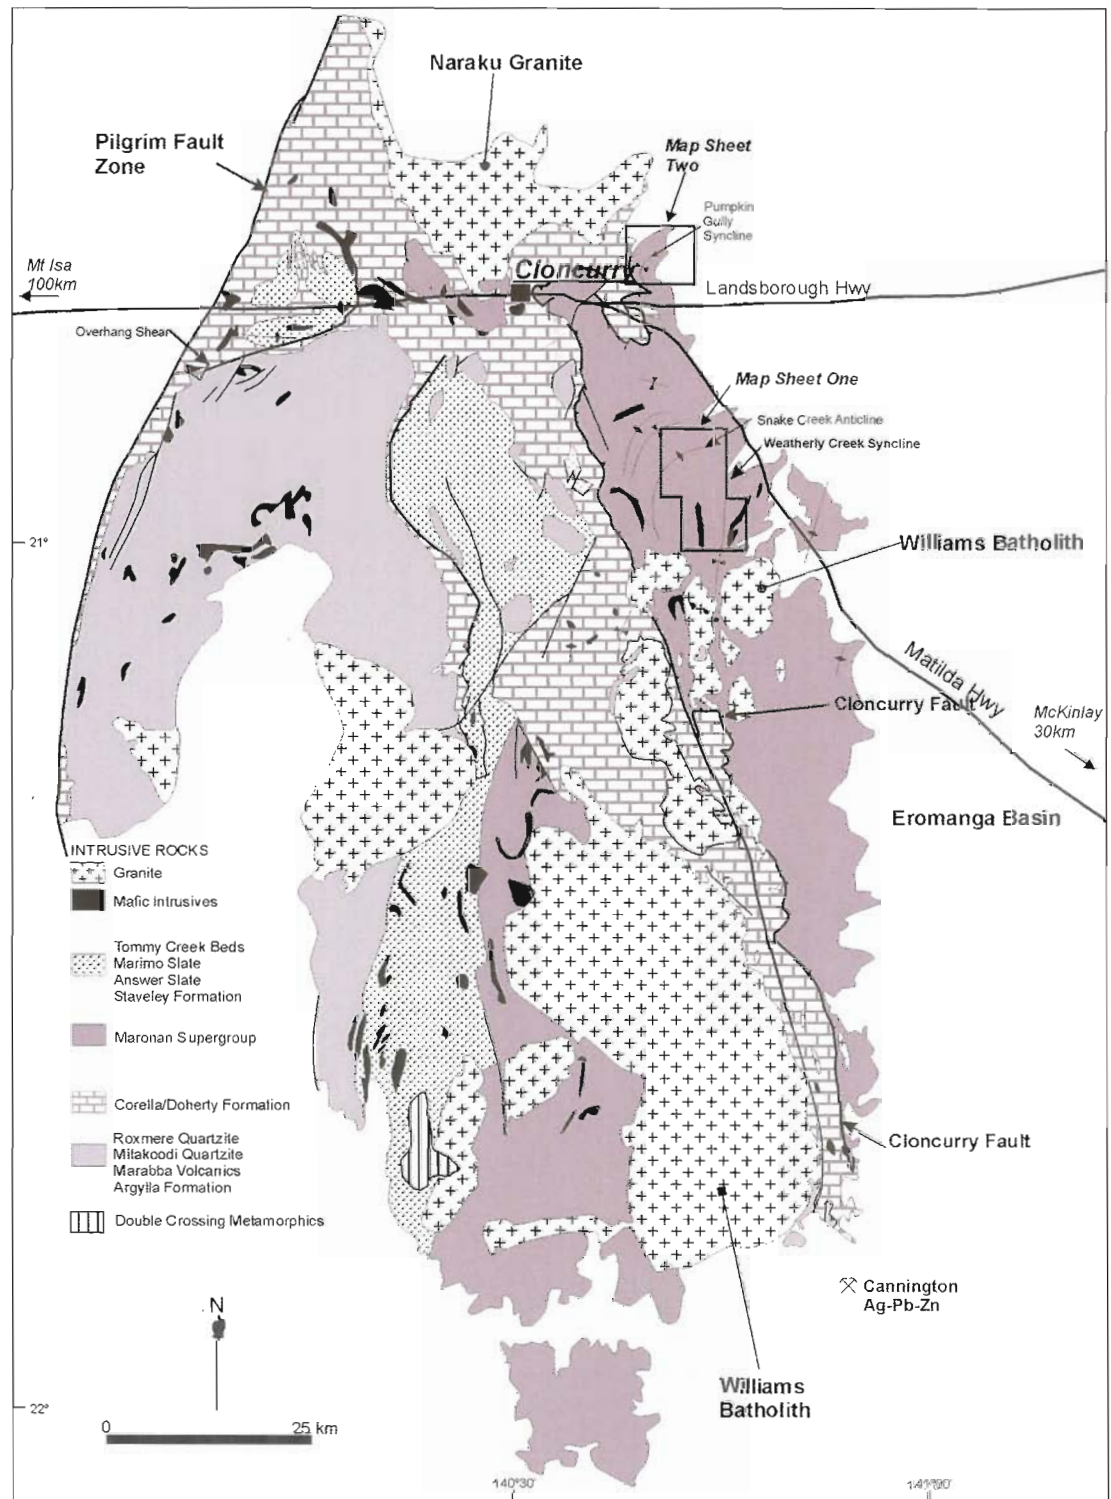 Naraku Granite
Pilgrim Fault
Zone
Map Sheet
Two
Pumpkin
Gully
Syncline
Mt Isa
100km
Cloncurry
Landsborough Hwy
Overhang Shear
Map Sheet One
Snake Creek Anticline
Weatherly Creek Syncline
21°
Williams Batholith
Matilda Hwy
Cloncurry Fault
McKinlay
30km
Eromanga Basin
INTRUSIVE ROCKS
Granite
Mafic Intrusives
Tommy Creek Beds
Marimo Slate
Answer Slate
Staveley Formation
Maronan Supergroup
Corella/Doherty Formation
Roxmere Quartzite
Mitakoodi Quartzite
Marabba Volcanics
Argylla Formation
Double Crossing Metamorphics
Cloncurry Fault
Cannington
Ag-Pb-Zn
N
Williams
Batholith
22°
0
25 km
140°30'